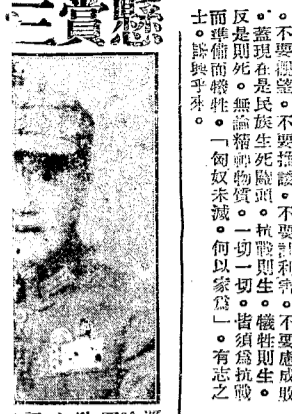 。不要觀望。不要推諉。不要計利害。不要慮成敗
。蓋現在是民族生死關頭。抗戰則生。犧牲則生。
反是則死。無論精神物質。一切一切。皆須爲抗戰
而準備而犧牲。「匈奴未滅。何以家爲」。有志之
士。盍興乎來。
懸賞三